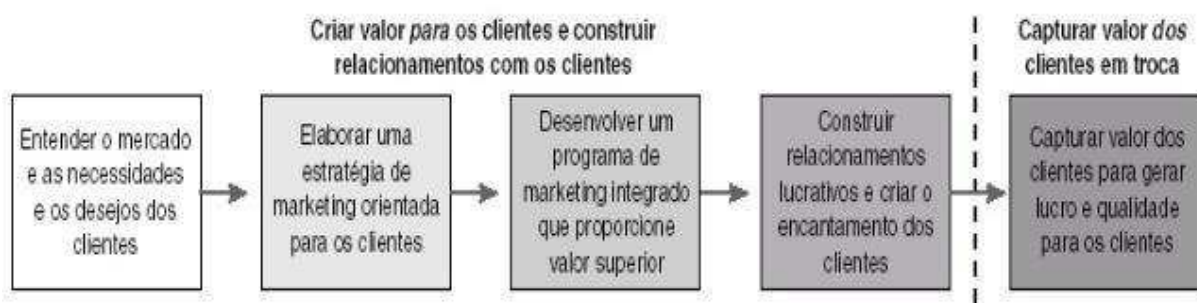 Criar valor para os clientes e construir
relacionamentos com os clientes
Capturar valor dos
clientes em troca
Entender o mercado
e as necessidades
e os desejos dos
clientes
Elaborar uma
estratégia de
marketing orientada
para os clientes
Desenvolver um
programa de
marketing integrado
que proporcione
valor superior
Construir
relacionamentos
lucrativos e criar o
encantamento dos
clientes
Capturar valor dos
clientes para gerar
lucro e qualidade
para os clientes